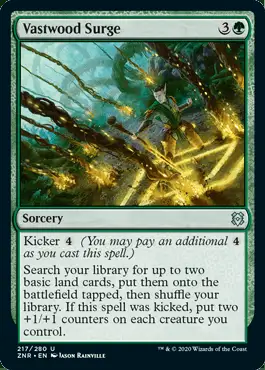 Vastwood Surge 3
Sorcery
Kicker 4 (You may pay an additional 4
as you cast this spell.)
Search your library for up to two
basic land cards, put them onto the
battlefield tapped, then shuffle your
library. If this spell was kicked, put two
+1/+1 counters on each creature you
control.
217/280 U
ZNR • EN Jason Rainville
™ & © 2020 Wizards of the Coast